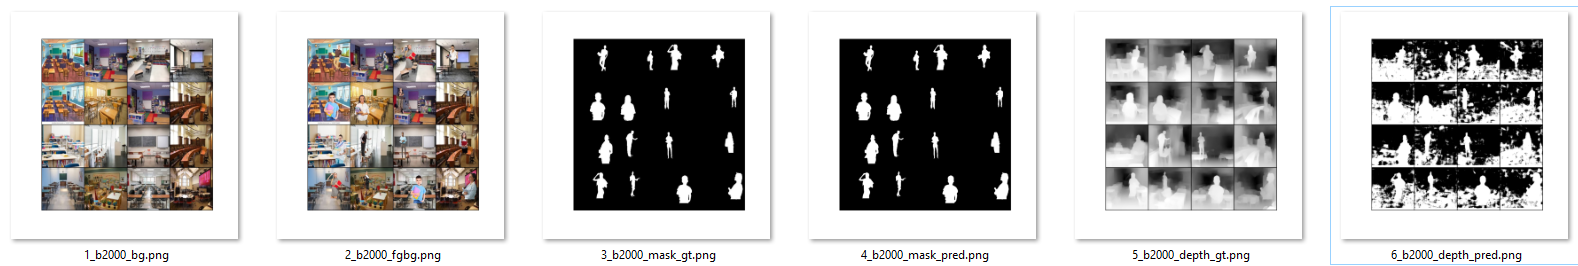 1_b2000_bg.png
2_b2000_fgbg.png
3_b2000_mask_gt.png
4_b2000_mask_pred.png
5_b2000_depth_gt.png
6_b2000_depth_pred.png